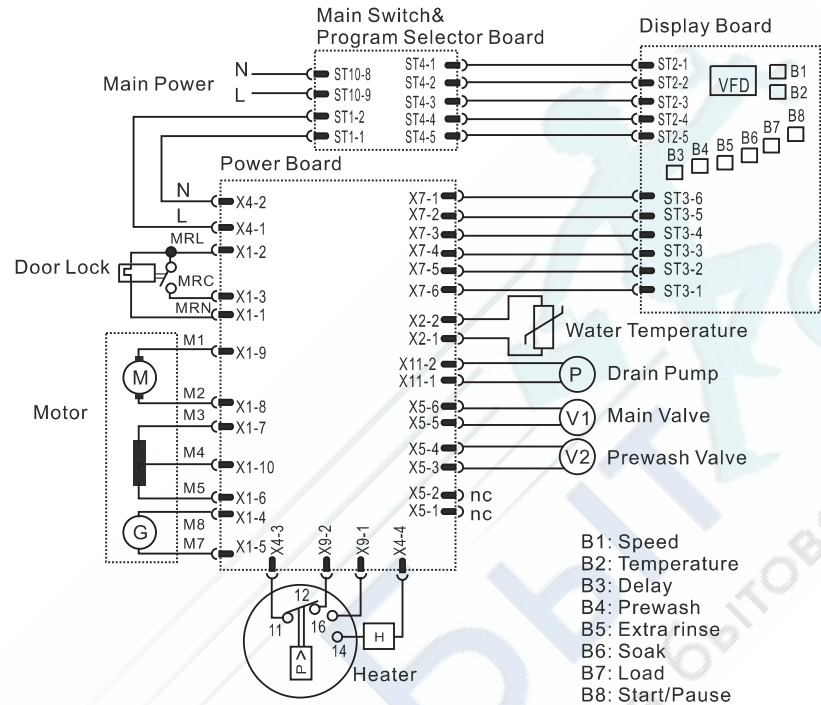 Main Switch&
Program Selector Board
Display Board
Main Power
N
L
ST10-8
ST10-9
ST1-2
ST1-1
ST4-1
ST4-2
ST4-3
ST4-4
ST4-5
ST2-1
ST2-2
ST2-3
ST2-4
ST2-5
VFD
B1
B2
B8
B7
B6
B5
B4
B3
Power Board
N
L
X4-2
X4-1
MRL
X1-2
Door Lock
MRC
X1-3
MRN
X1-1
X7-1
X7-2
X7-3
X7-4
X7-5
X7-6
ST3-6
ST3-5
ST3-4
ST3-3
ST3-2
ST3-1
Motor
M
G
M1
M2
M3
M4
M5
M8
M7
X1-9
X1-8
X1-7
X1-10
X1-6
X1-4
X1-5
X2-2
X2-1
Water Temperature
X11-2
X11-1
P
Drain Pump
X5-6
X5-5
V1
Main Valve
X5-4
X5-3
V2
Prewash Valve
X5-2
nc
X5-1
nc
X4-3
X9-2
X9-1
X4-4
12
11
16
14
P>
H
Heater
B1: Speed
B2: Temperature
B3: Delay
B4: Prewash
B5: Extra rinse
B6: Soak
B7: Load
B8: Start/Pause